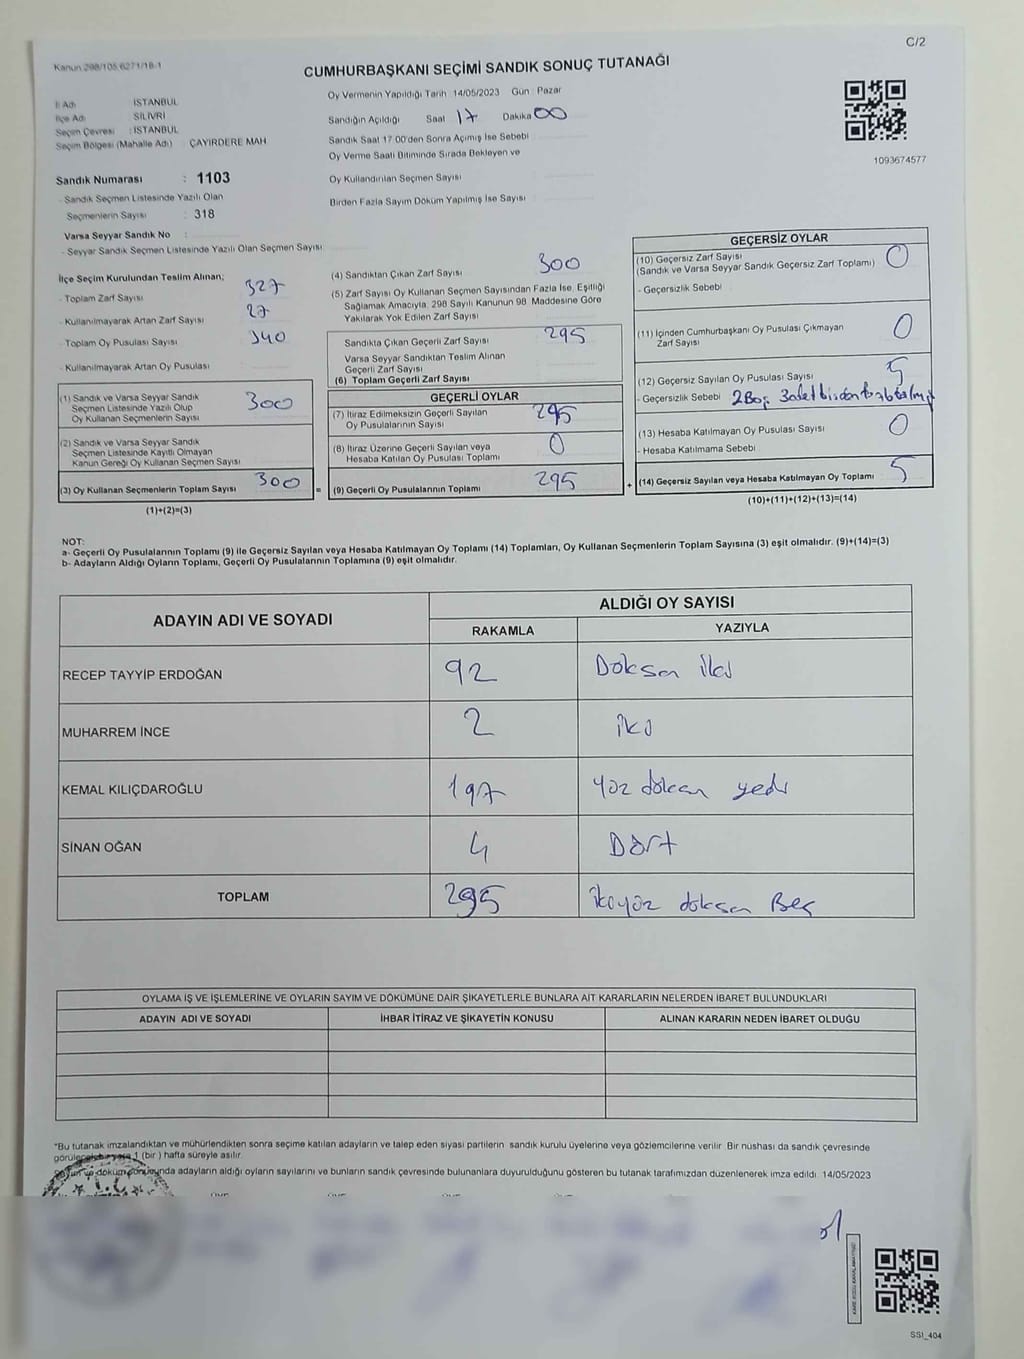 C/2
Kanun 298/105,6271/18-1
CUMHURBAŞKANI SEÇİMİ SANDIK SONUÇ TUTANAĞI
İl Adı : İSTANBUL
İlçe Adı : SİLİVRİ
Seçim Çevresi : İSTANBUL
Seçim Bölgesi (Mahalle Adı) : ÇAYIRDERE MAH
Sandık Numarası : 1103
- Sandık Seçmen Listesinde Yazılı Olan
Seçmenlerin Sayısı : 318
Varsa Seyyar Sandık No :
- Seyyar Sandık Seçmen Listesinde Yazılı Olan Seçmen Sayısı
Oy Vermenin Yapıldığı Tarih : 14/05/2023 Gün : Pazar
Sandığın Açıldığı Saat 17 Dakika 00
Sandık Saat 17:00'den Sonra Açımış İse Sebebi
Oy Verme Saati Bitiminde Sırada Bekleyen ve
Oy Kullandırılan Seçmen Sayısı
Birden Fazla Sayım Döküm Yapılmış İse Sayısı
1093674577
İlçe Seçim Kurulundan Teslim Alınan;
- Toplam Zarf Sayısı 327
- Kullanılmayarak Artan Zarf Sayısı 27
- Toplam Oy Pusulası Sayısı 340
- Kullanılmayarak Artan Oy Pusulası
(1) Sandık ve Varsa Seyyar Sandık
Seçmen Listesinde Yazılı Olup
Oy Kullanan Seçmenlerin Sayısı 300
(2) Sandık ve Varsa Seyyar Sandık
Seçmen Listesinde Kayıtlı Olmayan
Kanun Gereği Oy Kullanan Seçmen Sayısı
(3) Oy Kullanan Seçmenlerin Toplam Sayısı 300 =
(1)+(2)=(3)
(4) Sandıktan Çıkan Zarf Sayısı 300
(5) Zarf Sayısı Oy Kullanan Seçmen Sayısından Fazla İse, Eşitliği
Sağlamak Amacıyla, 298 Sayılı Kanunun 98. Maddesine Göre
Yakılarak Yok Edilen Zarf Sayısı
Sandıkta Çıkan Geçerli Zarf Sayısı 295
Varsa Seyyar Sandıktan Teslim Alınan
Geçerli Zarf Sayısı
(6) Toplam Geçerli Zarf Sayısı
GEÇERLİ OYLAR
(7) İtiraz Edilmeksizin Geçerli Sayılan
Oy Pusulalarının Sayısı 295
(8) İtiraz Üzerine Geçerli Sayılan veya
Hesaba Katılan Oy Pusulası Toplamı 0
(9) Geçerli Oy Pusulalarının Toplamı 295 +
GEÇERSİZ OYLAR
(10) Geçersiz Zarf Sayısı 0
(Sandık ve Varsa Seyyar Sandık Geçersiz Zarf Toplamı)
- Geçersizlik Sebebi
(11) İçinden Cumhurbaşkanı Oy Pusulası Çıkmayan
Zarf Sayısı 0
(12) Geçersiz Sayılan Oy Pusulası Sayısı 5
- Geçersizlik Sebebi 2 Boş 3 adet birden
(13) Hesaba Katılmayan Oy Pusulası Sayısı 0
- Hesaba Katılmama Sebebi
(14) Geçersiz Sayılan veya Hesaba Katılmayan Oy Toplamı 5
(10)+(11)+(12)+(13)=(14)
NOT:
a- Geçerli Oy Pusulalarının Toplamı (9) ile Geçersiz Sayılan veya Hesaba Katılmayan Oy Toplamı (14) Toplamları, Oy Kullanan Seçmenlerin Toplam Sayısına (3) eşit olmalıdır. (9)+(14)=(3)
b- Adayların Aldığı Oyların Toplamı, Geçerli Oy Pusulalarının Toplamına (9) eşit olmalıdır.
ADAYIN ADI VE SOYADI
ALDIĞI OY SAYISI
RAKAMLA YAZIYLA
RECEP TAYYİP ERDOĞAN 92 Doksan iki
MUHARREM İNCE 2 iki
KEMAL KILIÇDAROĞLU 197 Yüz doksan yedi
SİNAN OĞAN 4 Dört
TOPLAM 295 ikiyüz doksan Beş
OYLAMA İŞ VE İŞLEMLERİNE VE OYLARIN SAYIM VE DÖKÜMÜNE DAİR ŞİKAYETLERLE BUNLARA AİT KARARLARIN NELERDEN İBARET BULUNDUKLARI
ADAYIN ADI VE SOYADI İHBAR İTİRAZ VE ŞİKAYETİN KONUSU ALINAN KARARIN NEDEN İBARET OLDUĞU
*Bu tutanak imzalandıktan ve mühürlendikten sonra seçime katılan adayların ve talep eden siyasi partilerin sandık kurulu üyelerine veya gözlemcilerine verilir. Bir nüshası da sandık çevresinde
1 (bir ) hafta süreyle asılır.
adayların aldığı oyların sayılarını ve bunların sandık çevresinde bulunanlara duyurulduğunu gösteren bu tutanak tarafımızdan düzenlenerek imza edildi. 14/05/2023
SSI_404